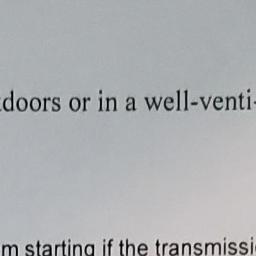 doors or in a well-venti-
m starting if the transmissi